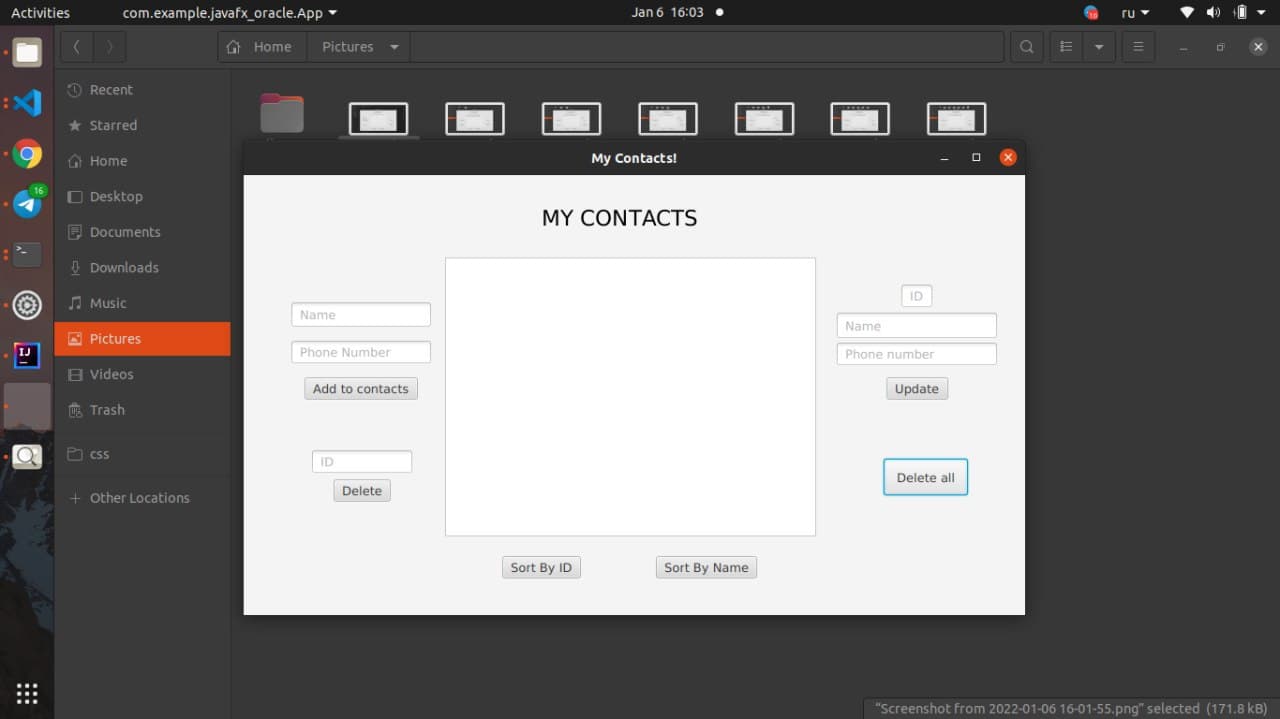 Activities com.example.javafx_oracle.App Jan 6 16:03 ru
Home Pictures
Recent
Starred
Home
Desktop
Documents
Downloads
Music
Pictures
Videos
Trash
css
Other Locations
16
My Contacts!
MY CONTACTS
Name
Phone Number
Add to contacts
ID
Delete
ID
Name
Phone number
Update
Delete all
Sort By ID Sort By Name
"Screenshot from 2022-01-06 16-01-55.png" selected (171.8 kB)